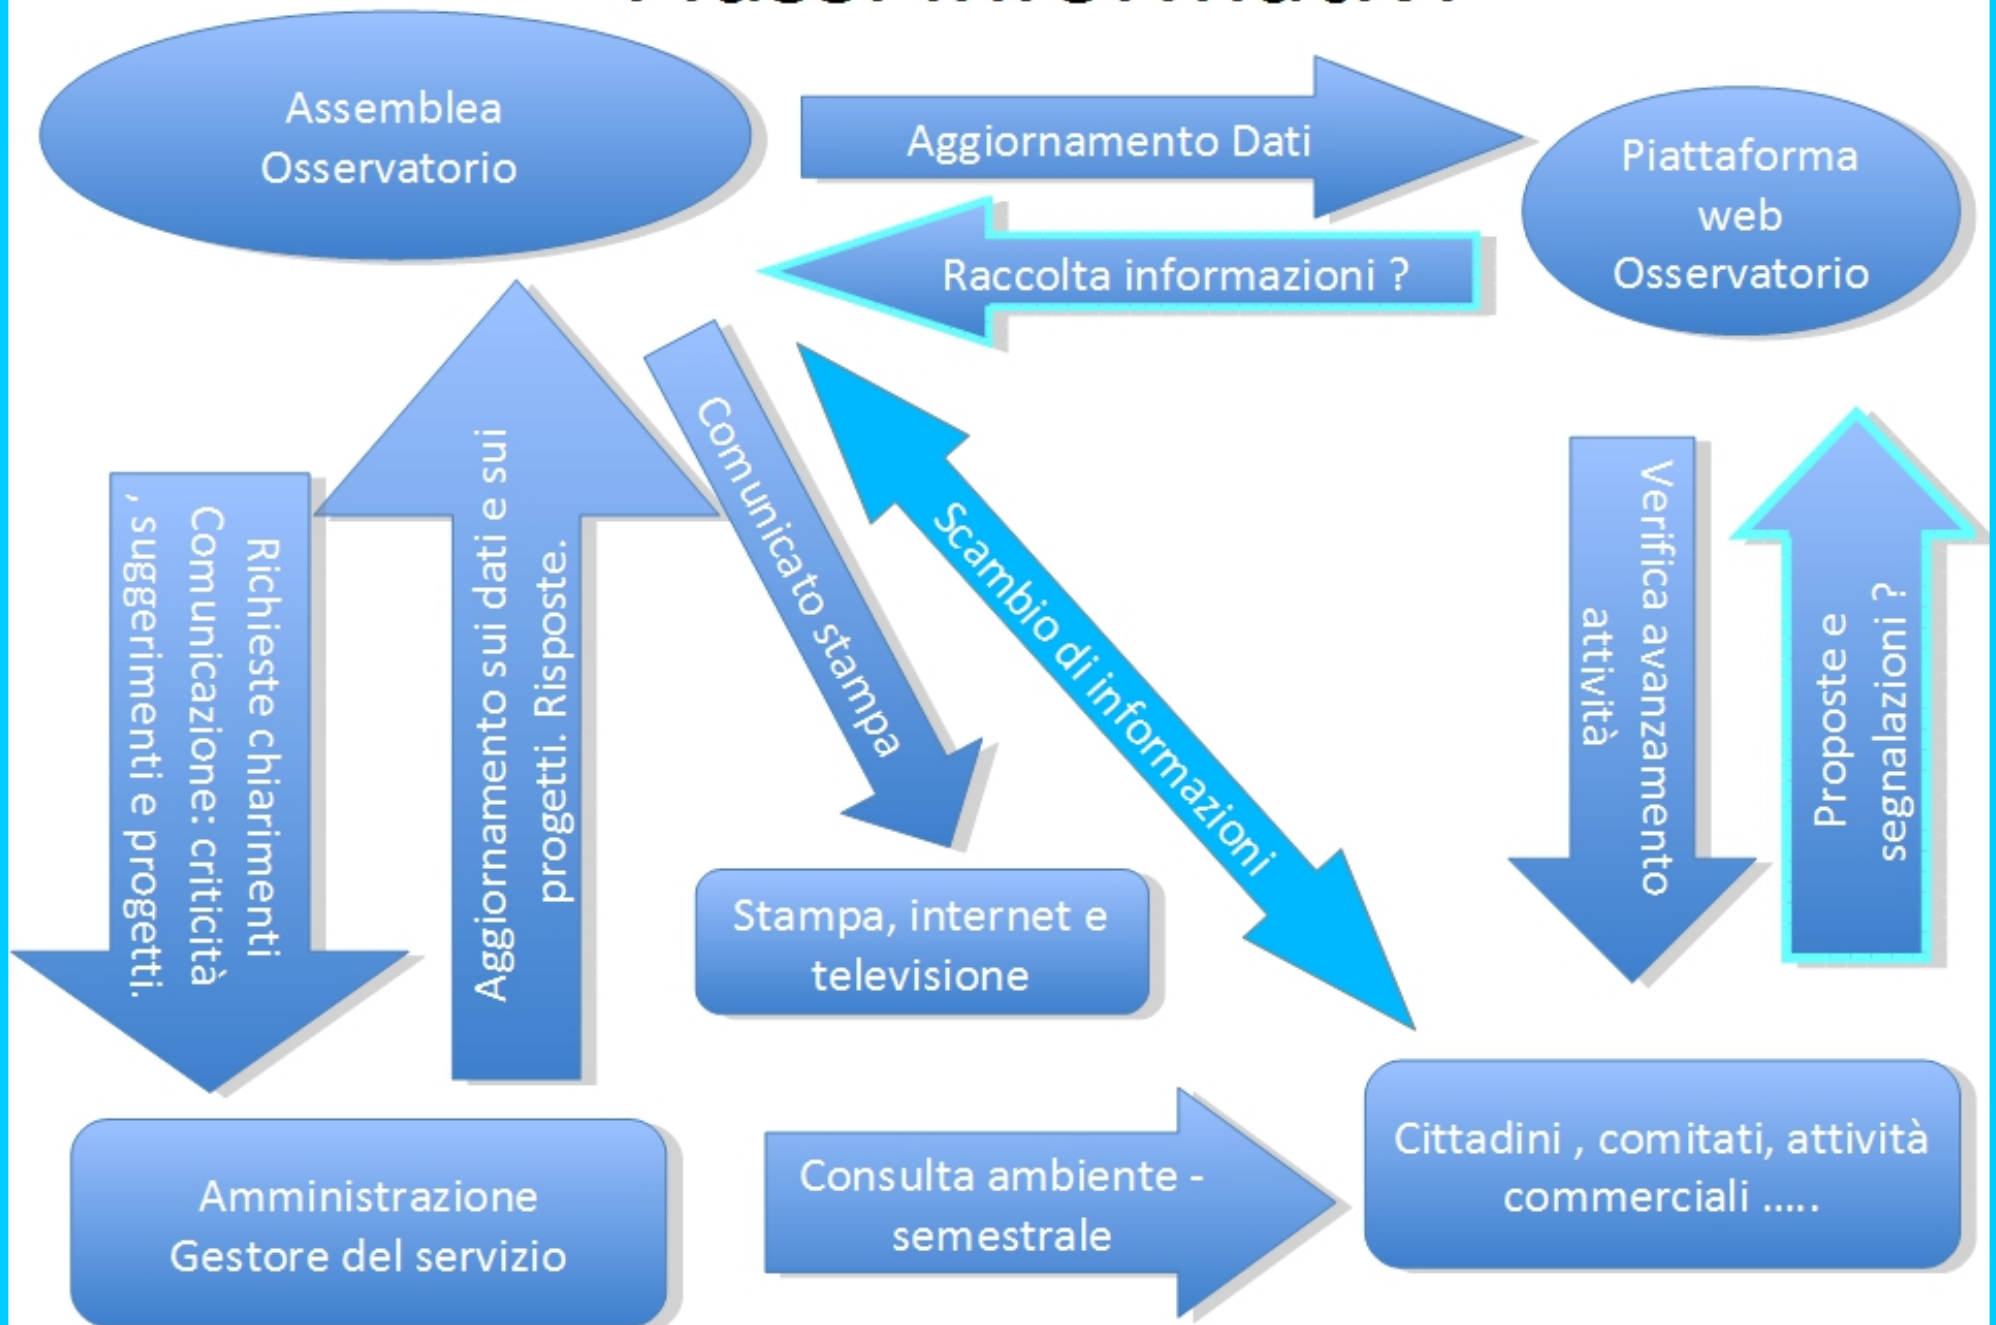 Assemblea
Osservatorio
Aggiornamento Dati
Piattaforma
web
Osservatorio
Raccolta informazioni ?
Richieste chiarimenti
Comunicazione: criticità
, suggerimenti e progetti.
Aggiornamento sui dati e sui
progetti. Risposte.
Comunicato stampa
Scambio di informazioni
Verifica avanzamento
attività
Proposte e
segnalazioni ?
Stampa, internet e
televisione
Amministrazione
Gestore del servizio
Consulta ambiente -
semestrale
Cittadini , comitati, attività
commerciali .....